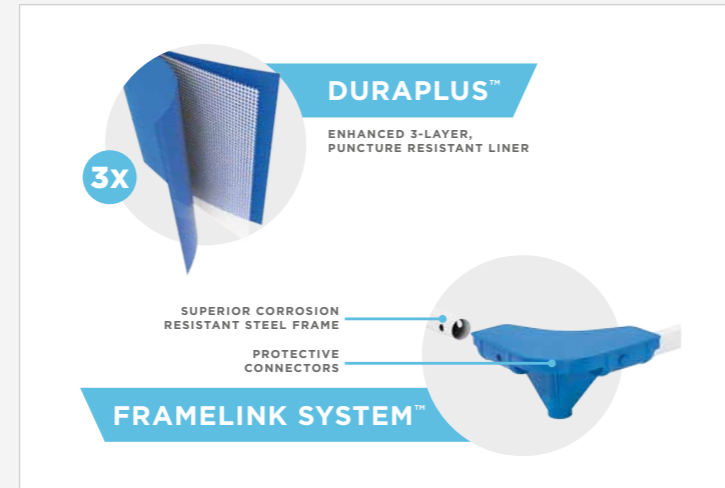 DURAPLUS™
ENHANCED 3-LAYER,
PUNCTURE RESISTANT LINER
3X
SUPERIOR CORROSION
RESISTANT STEEL FRAME
PROTECTIVE
CONNECTORS
FRAMELINK SYSTEM™